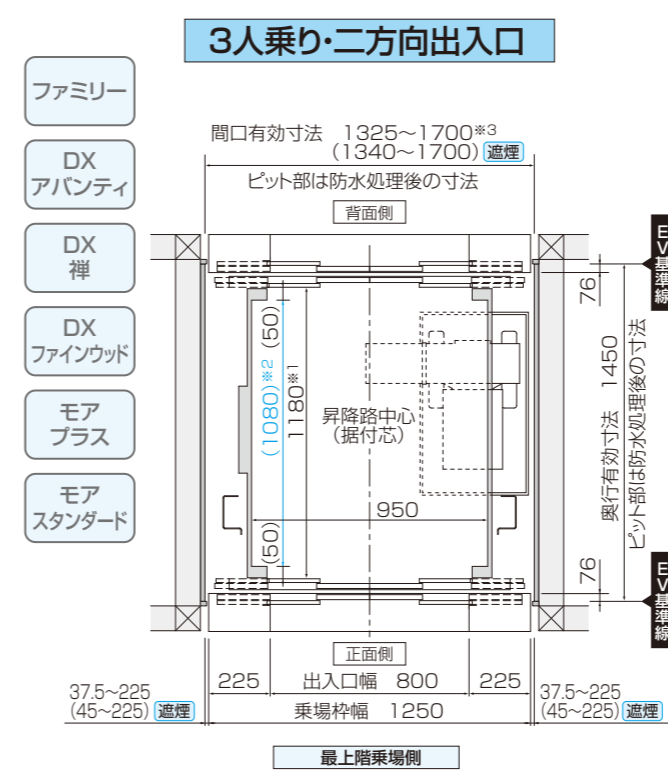 3人乗り・二方向出入口
ファミリー
DX
アバンティ
DX
禅
DX
ファインウッド
モア
プラス
モア
スタンダード
間口有効寸法 1325～1700※3
(1340～1700) 遮煙
ピット部は防水処理後の寸法
背面側
EV基準線
76
(50)
(1080)※2
1180※1
昇降路中心
(据付芯)
奥行有効寸法 1450
ピット部は防水処理後の寸法
950
(50)
76
EV基準線
正面側
225
出入口幅 800
225
37.5～225
(45～225) 遮煙
乗場枠幅 1250
37.5～225
(45～225) 遮煙
最上階乗場側